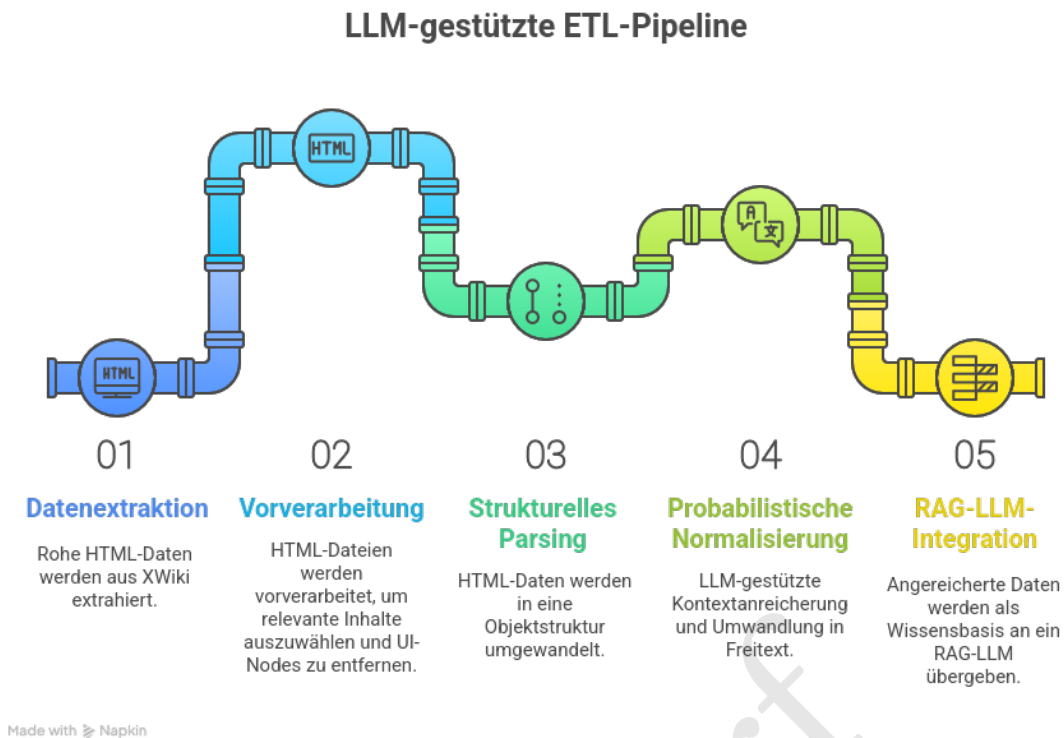 LLM-gestützte ETL-Pipeline
HTML
HTML
A
文
01
Datenextraktion
Rohe HTML-Daten
werden aus XWiki
extrahiert.
02
Vorverarbeitung
HTML-Dateien
werden
vorverarbeitet, um
relevante Inhalte
auszuwählen und UI-
Nodes zu entfernen.
03
Strukturelles
Parsing
HTML-Daten werden
in eine
Objektstruktur
umgewandelt.
04
Probabilistische
Normalisierung
LLM-gestützte
Kontextanreicherung
und Umwandlung in
Freitext.
05
RAG-LLM-
Integration
Angereicherte Daten
werden als
Wissensbasis an ein
RAG-LLM
übergeben.
Made with Napkin